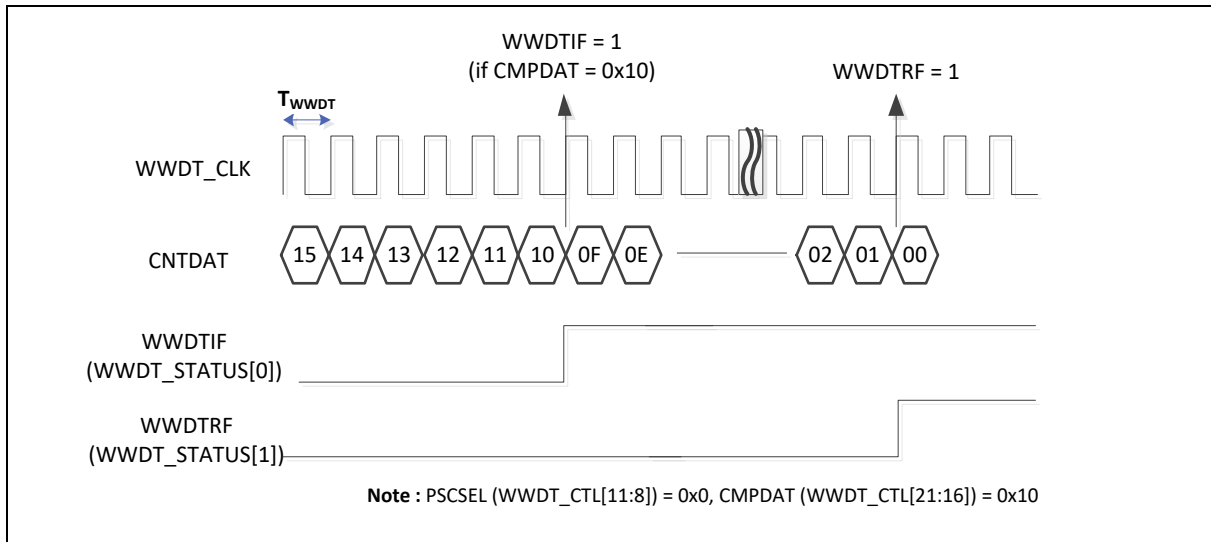 WWDTIF = 1
(if CMPDAT = 0x10)
WWDTRF = 1
TWWDT
WWDT_CLK
CNTDAT
15 14 13 12 11 10 0F 0E 02 01 00
WWDTIF
(WWDT_STATUS[0])
WWDTRF
(WWDT_STATUS[1])
Note : PSCSEL (WWDT_CTL[11:8]) = 0x0, CMPDAT (WWDT_CTL[21:16]) = 0x10